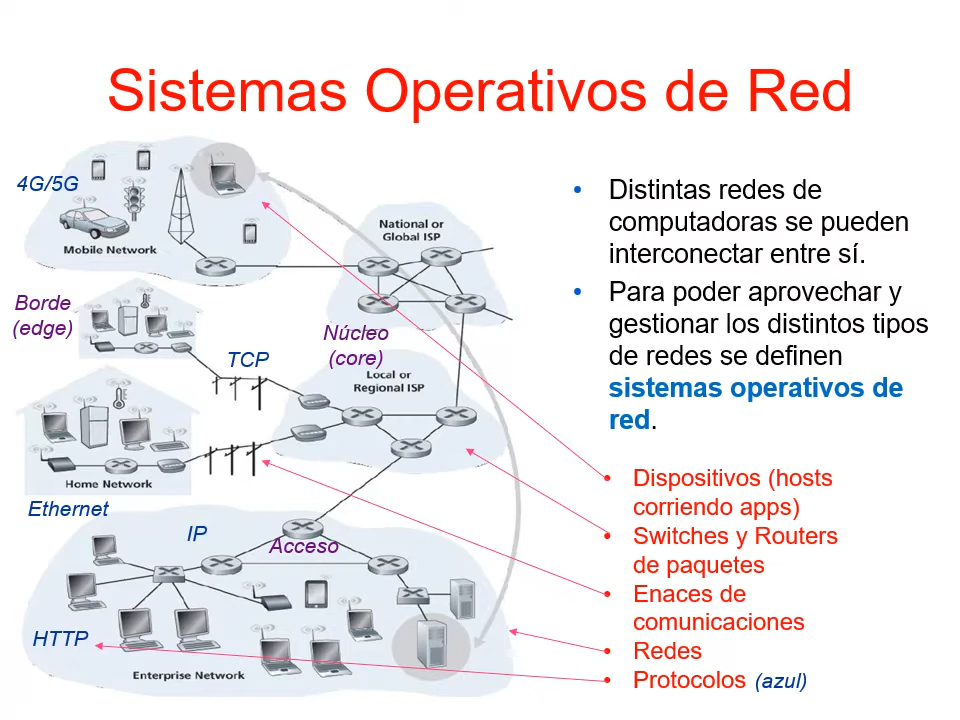 Sistemas Operativos de Red
4G/5G
Mobile Network
National or
Global ISP
Borde
(edge)
Núcleo
(core)
TCP
Local or
Regional ISP
Home Network
Ethernet
IP
Acceso
HTTP
Enterprise Network
• Distintas redes de
computadoras se pueden
interconectar entre sí.
• Para poder aprovechar y
gestionar los distintos tipos
de redes se definen
sistemas operativos de
red.
• Dispositivos (hosts
corriendo apps)
• Switches y Routers
de paquetes
• Enaces de
comunicaciones
• Redes
• Protocolos (azul)